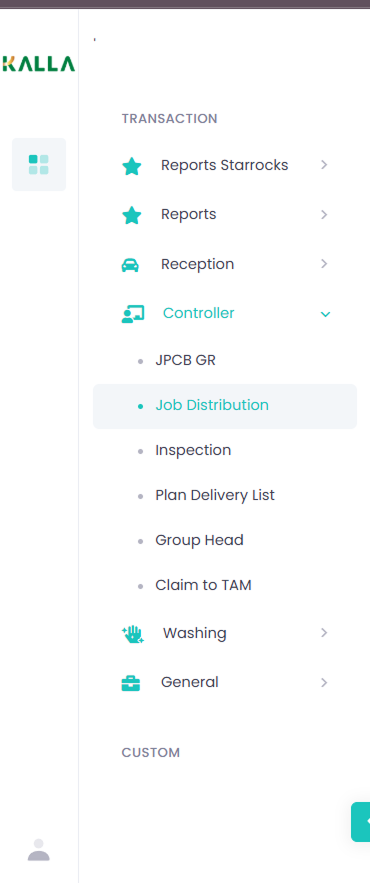 KALLA
TRANSACTION
Reports Starrocks
Reports
Reception
Controller
JPCB GR
Job Distribution
Inspection
Plan Delivery List
Group Head
Claim to TAM
Washing
General
CUSTOM